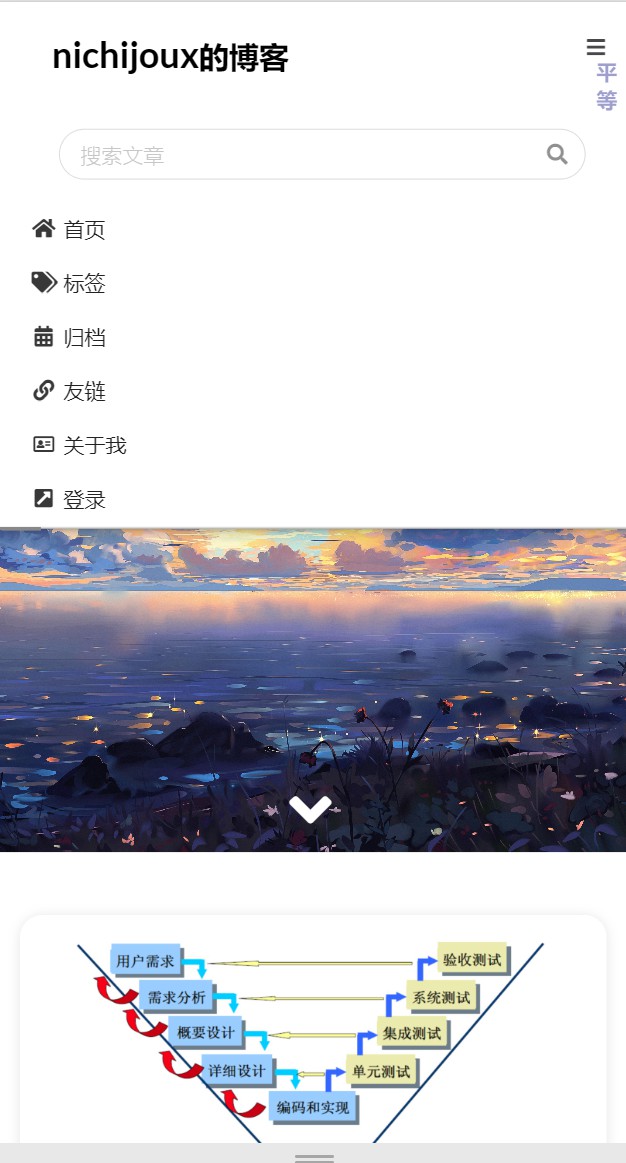 nichijoux的博客
平
等
搜索文章
首页
标签
归档
友链
关于我
登录
用户需求
验收测试
需求分析
系统测试
概要设计
集成测试
详细设计
单元测试
编码和实现